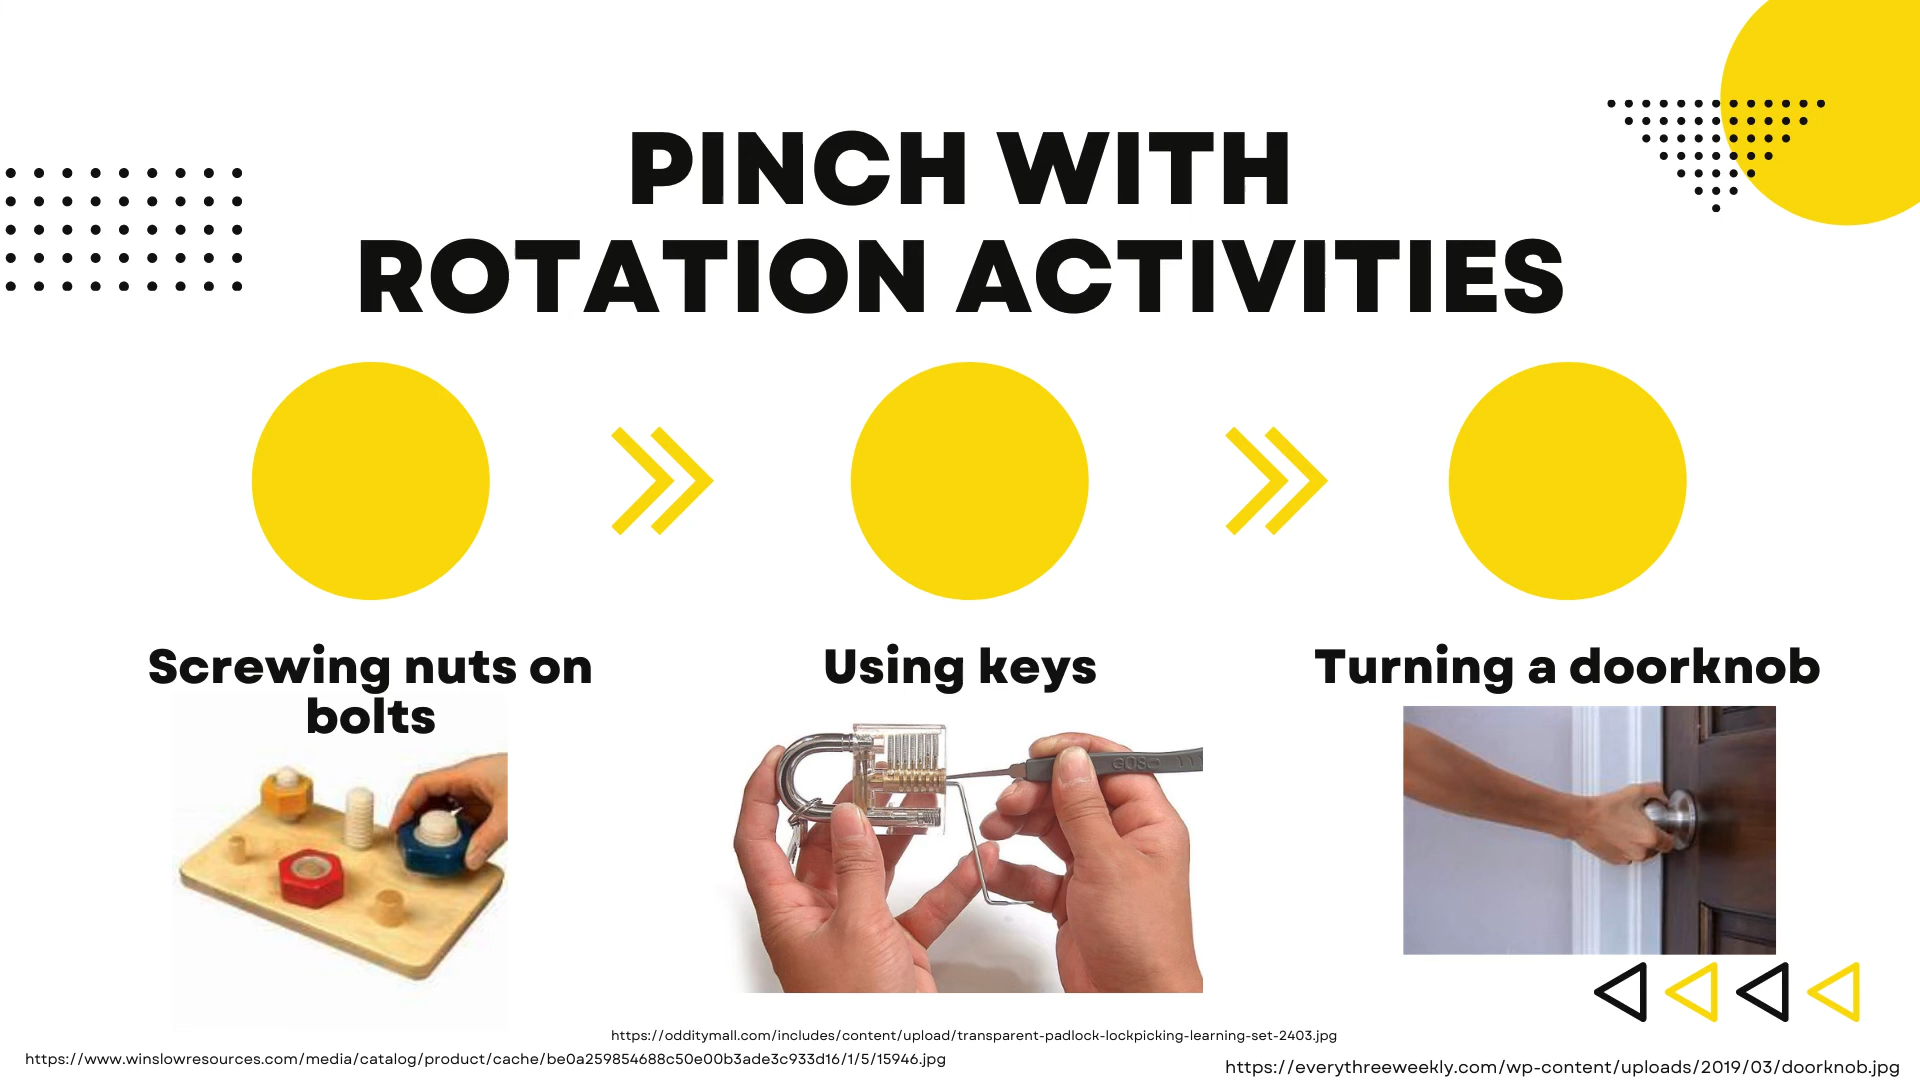 PINCH WITH
ROTATION ACTIVITIES
Screwing nuts on
bolts
Using keys
Turning a doorknob
https://odditymall.com/includes/content/upload/transparent-padlock-lockpicking-learning-set-2403.jpg
https://www.winslowresources.com/media/catalog/product/cache/be0a259854688c50e00b3ade3c933d16/1/5/15946.jpg
https://everythreeweekly.com/wp-content/uploads/2019/03/doorknob.jpg